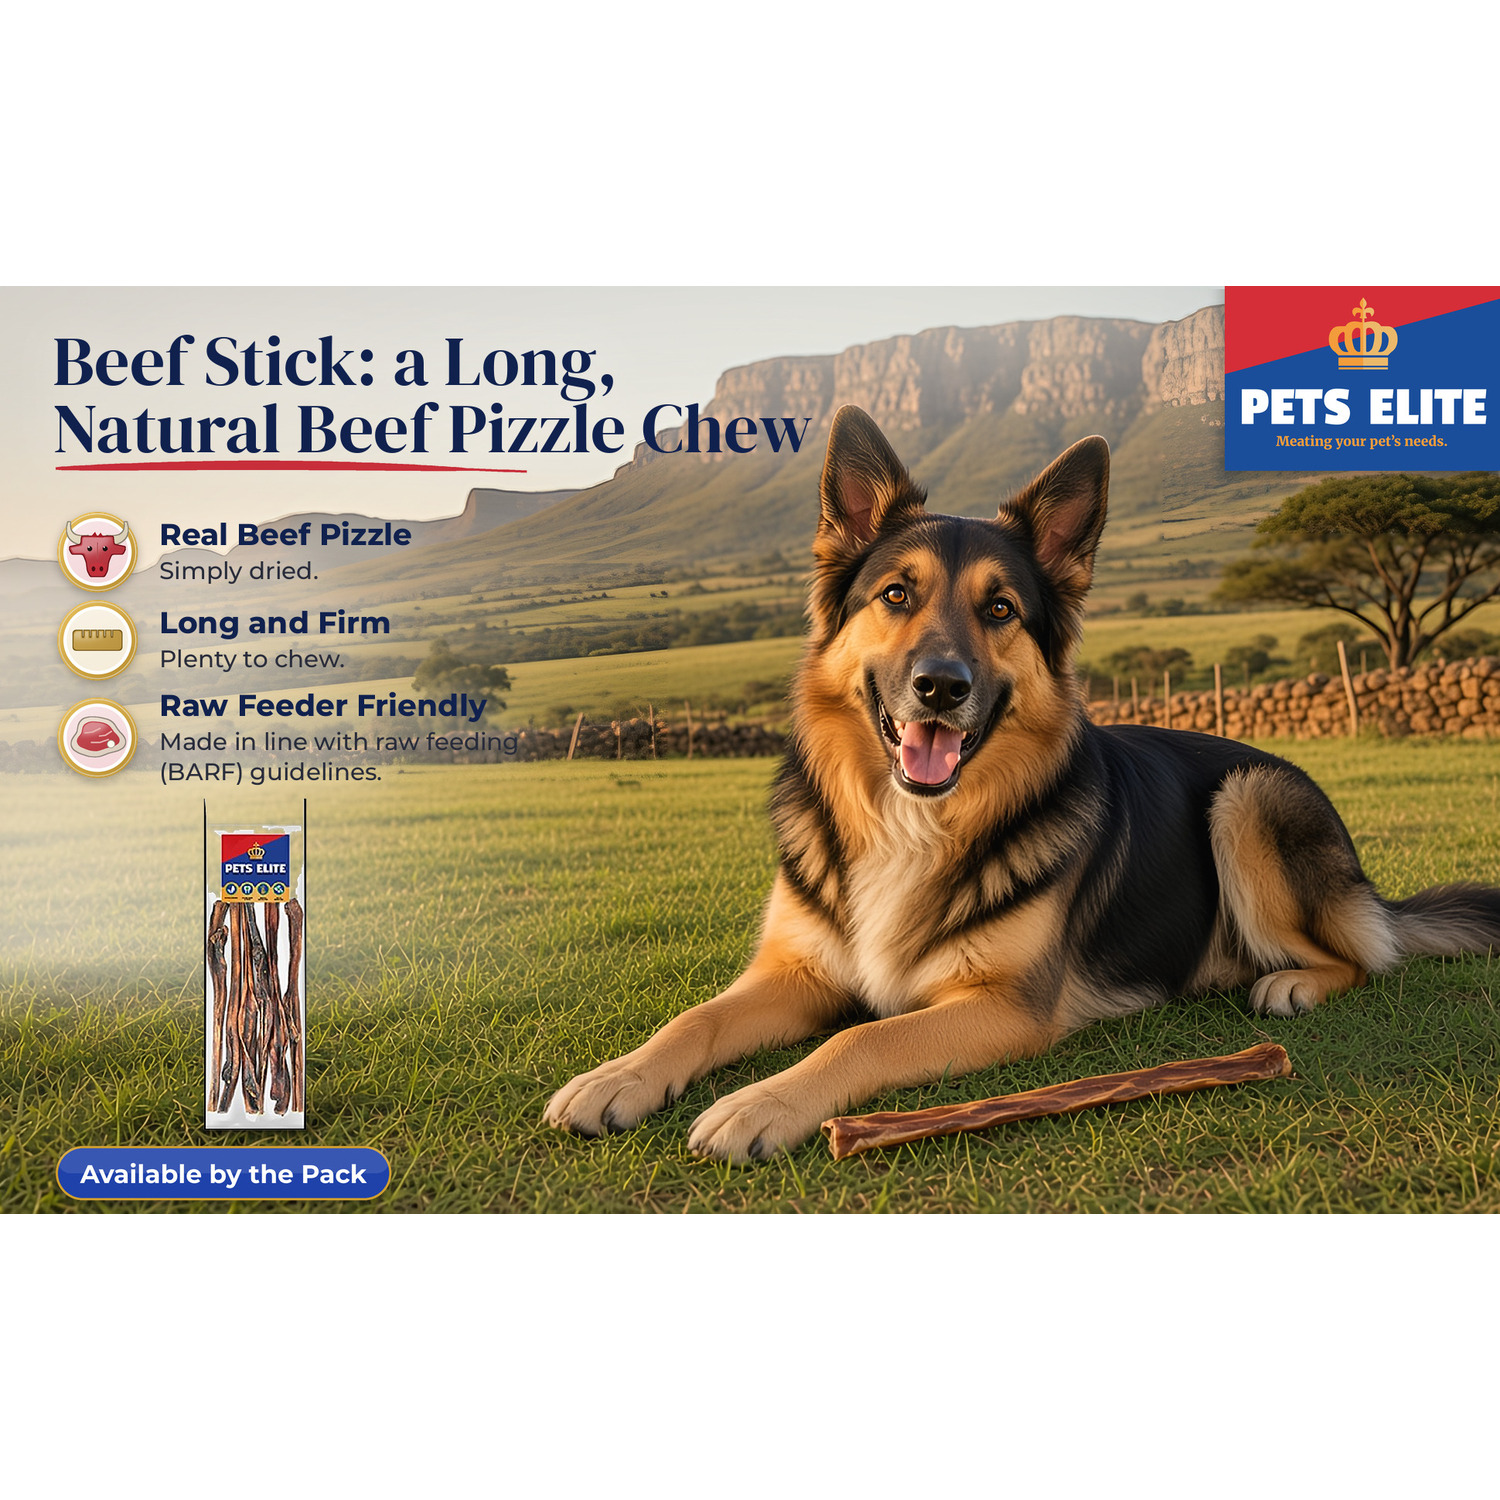 Beef Stick: a Long,
Natural Beef Pizzle Chew
PETS ELITE
Meating your pet's needs.
Real Beef Pizzle
Simply dried.
Long and Firm
Plenty to chew.
Raw Feeder Friendly
Made in line with raw feeding
(BARF) guidelines.
PETS ELITE
Available by the Pack